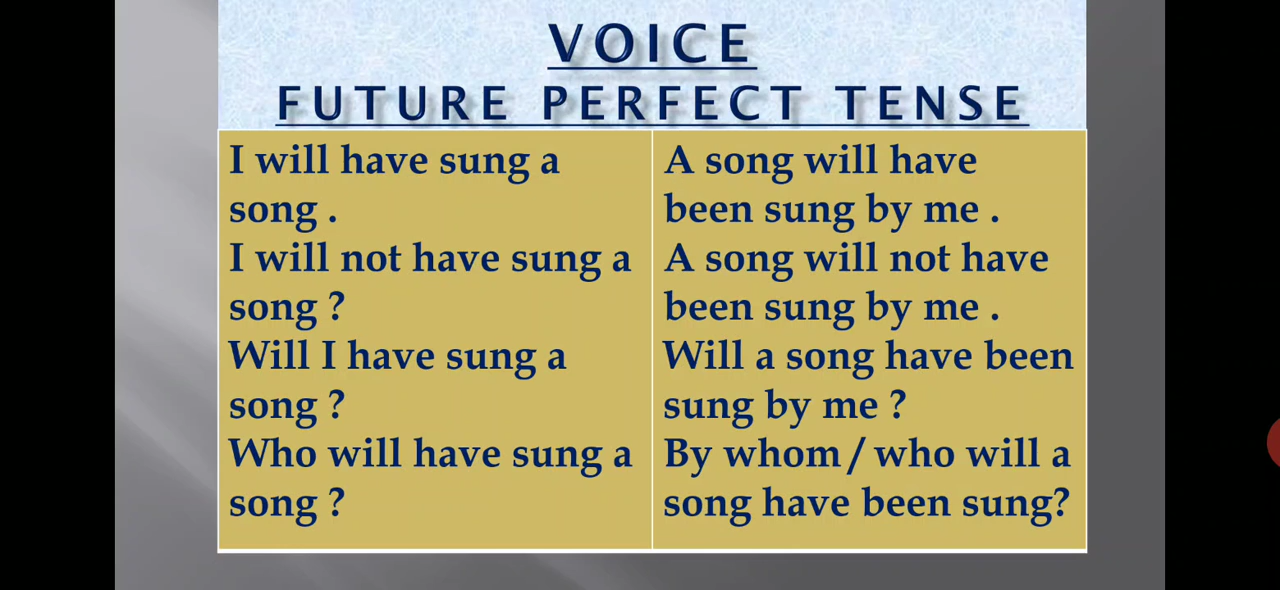 VOICE
FUTURE PERFECT TENSE
I will have sung a
song .
I will not have sung a
song ?
Will I have sung a
song ?
Who will have sung a
song ?
A song will have
been sung by me .
A song will not have
been sung by me .
Will a song have been
sung by me ?
By whom / who will a
song have been sung?